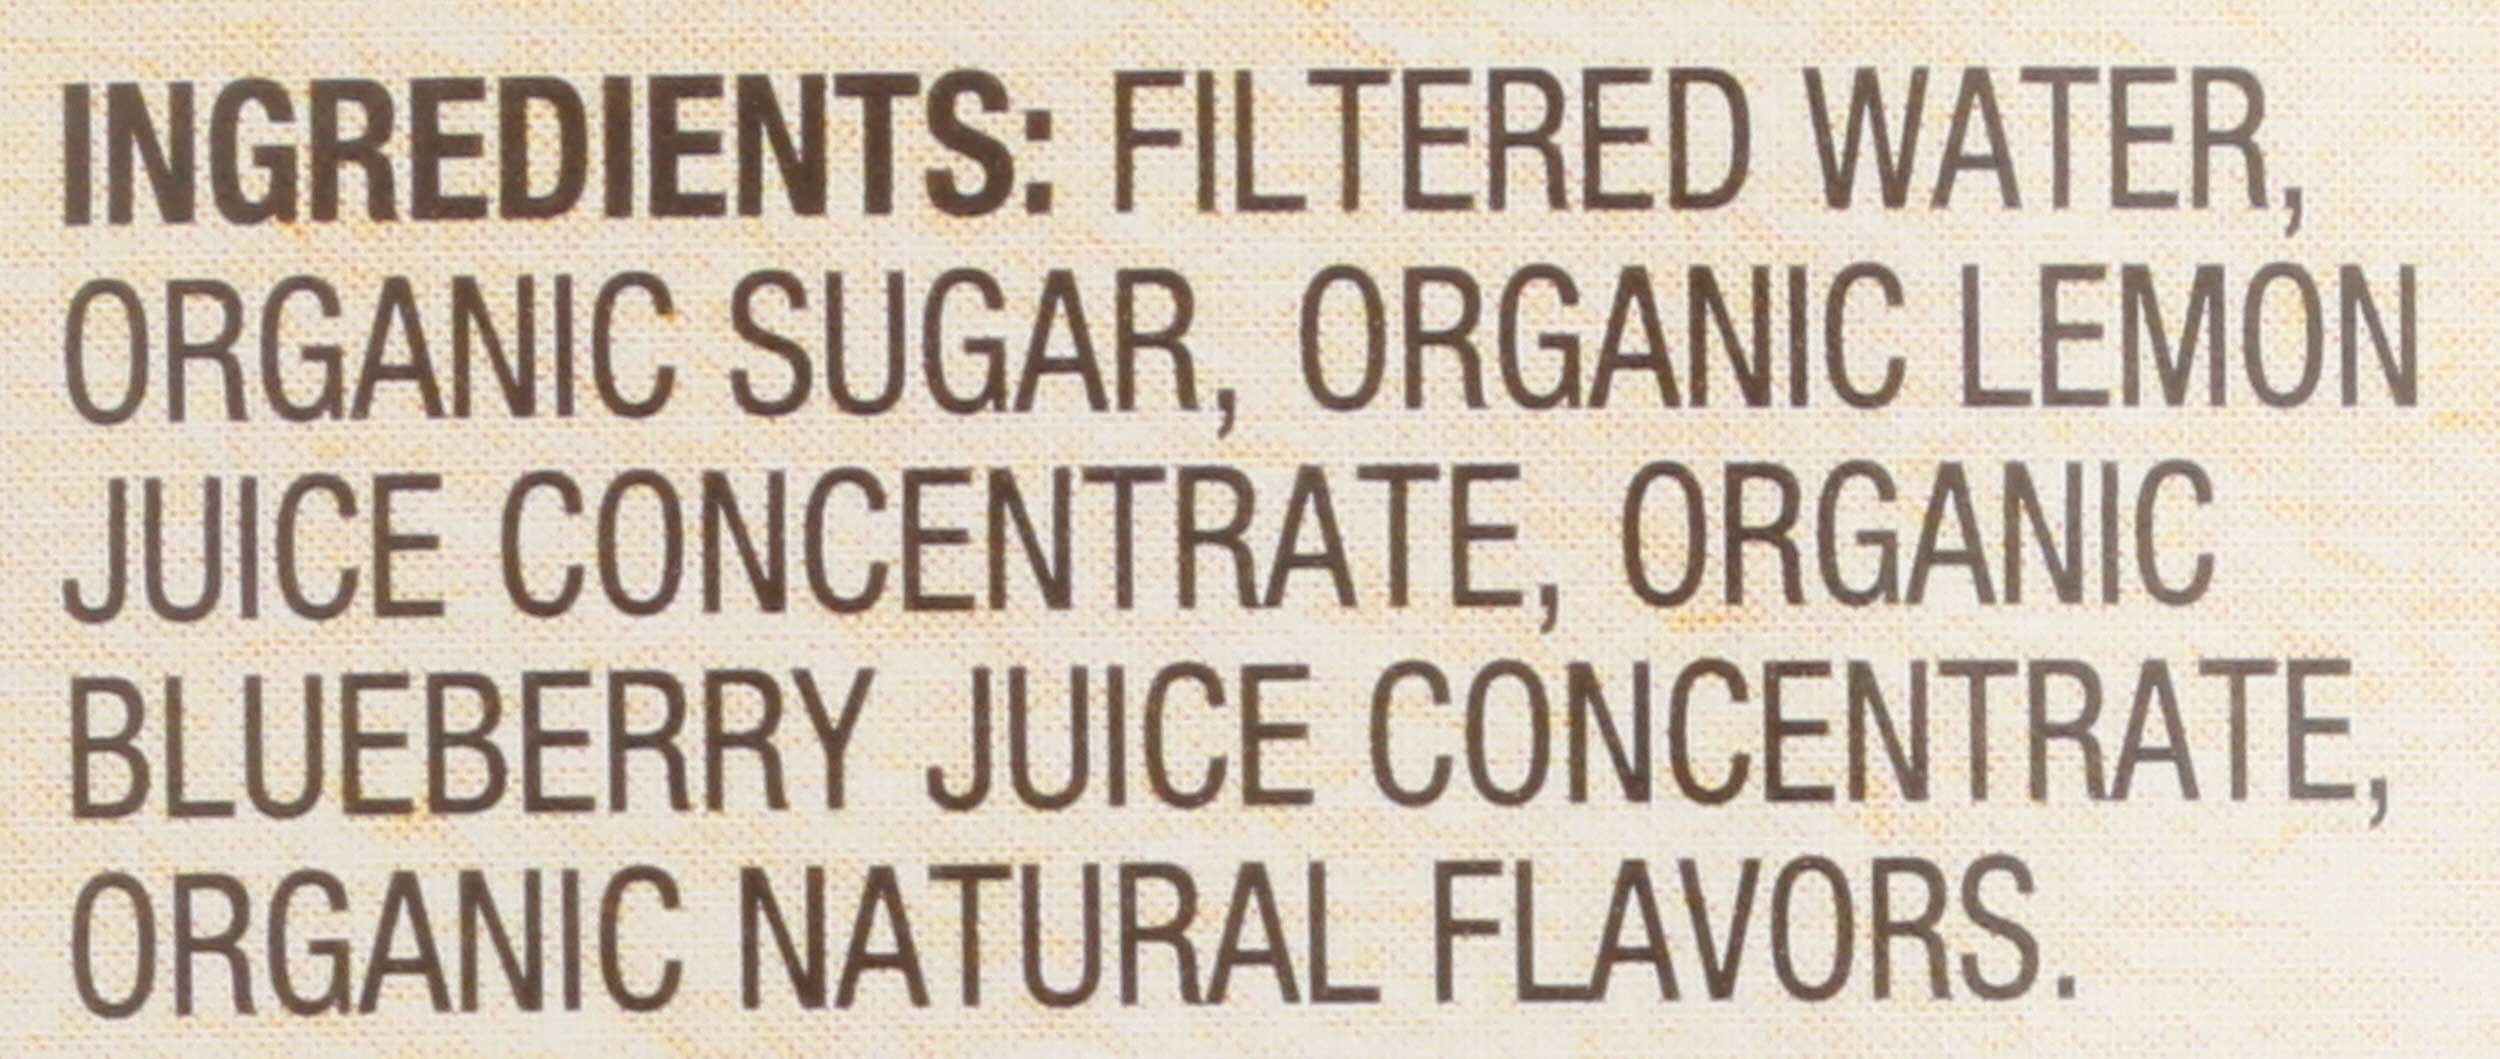 INGREDIENTS: FILTERED WATER,
ORGANIC SUGAR, ORGANIC LEMON
JUICE CONCENTRATE, ORGANIC
BLUEBERRY JUICE CONCENTRATE,
ORGANIC NATURAL FLAVORS.